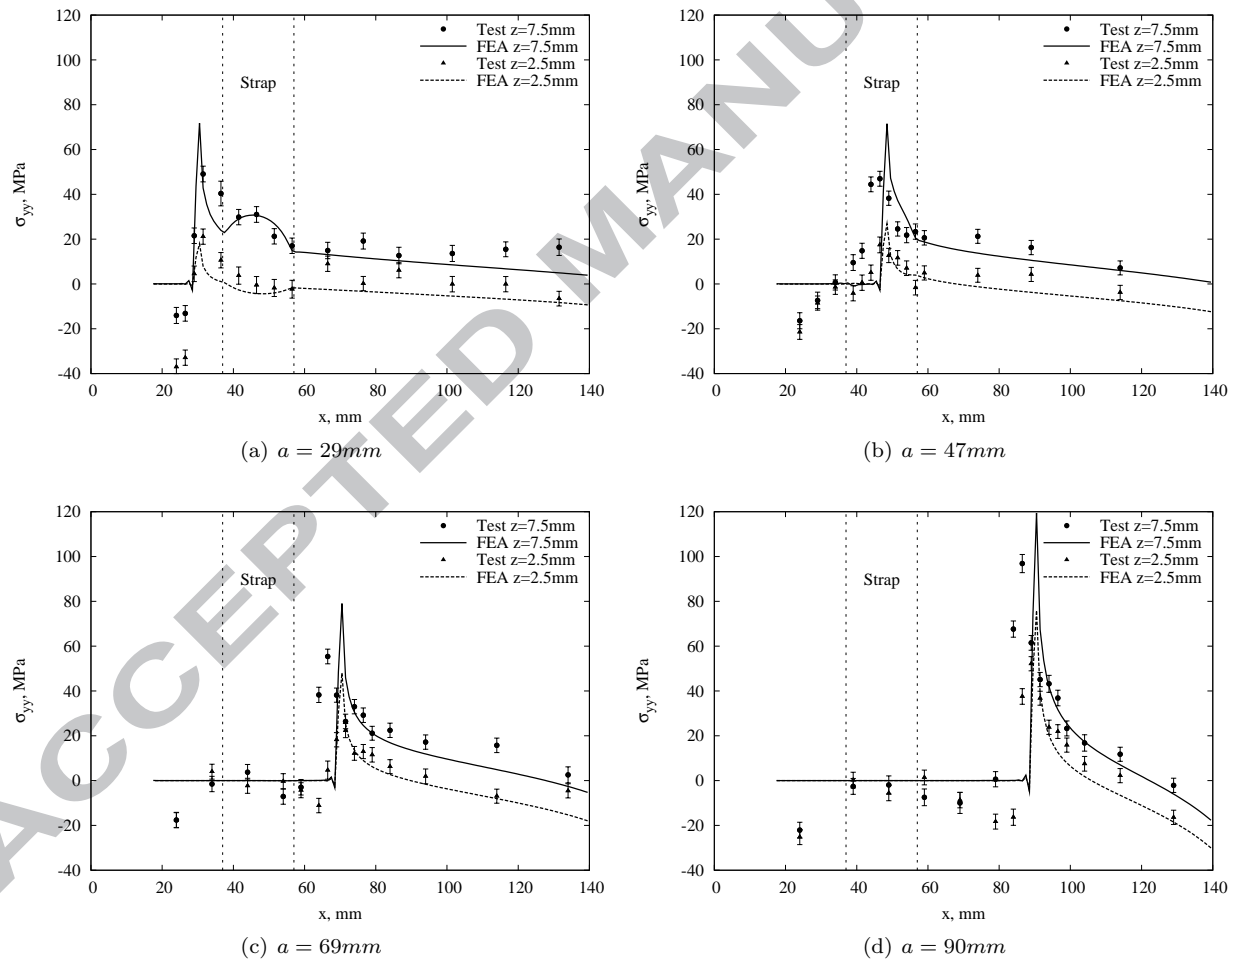 120
100
80
60
40
20
0
-20
-40
0 20 40 60 80 100 120 140
σyy, MPa
x, mm
Strap
Test z=7.5mm
FEA z=7.5mm
Test z=2.5mm
FEA z=2.5mm
(a) a = 29mm
120
100
80
60
40
20
0
-20
-40
0 20 40 60 80 100 120 140
σyy, MPa
x, mm
Strap
Test z=7.5mm
FEA z=7.5mm
Test z=2.5mm
FEA z=2.5mm
(b) a = 47mm
120
100
80
60
40
20
0
-20
-40
0 20 40 60 80 100 120 140
σyy, MPa
x, mm
Strap
Test z=7.5mm
FEA z=7.5mm
Test z=2.5mm
FEA z=2.5mm
(c) a = 69mm
120
100
80
60
40
20
0
-20
-40
0 20 40 60 80 100 120 140
σyy, MPa
x, mm
Strap
Test z=7.5mm
FEA z=7.5mm
Test z=2.5mm
FEA z=2.5mm
(d) a = 90mm
ACCEPTED MANU